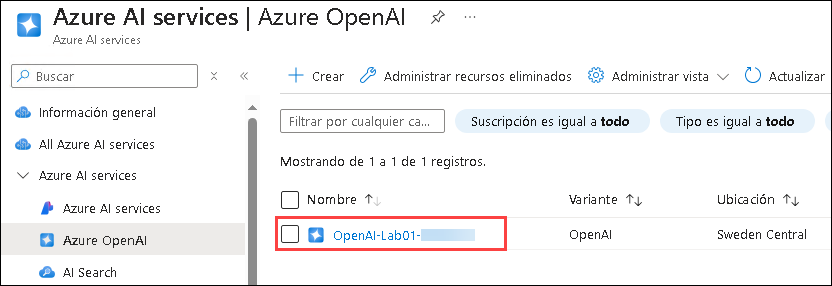 Azure AI services | Azure OpenAI
Azure AI services
Buscar
Información general
All Azure AI services
Azure AI services
Azure AI services
Azure OpenAI
AI Search
Crear
Administrar recursos eliminados
Administrar vista
Actualizar
Filtrar por cualquier ca...
Suscripción es igual a todo
Tipo es igual a todo
Mostrando de 1 a 1 de 1 registros.
Nombre
Variante
Ubicación
OpenAI-Lab01-
OpenAI
Sweden Central